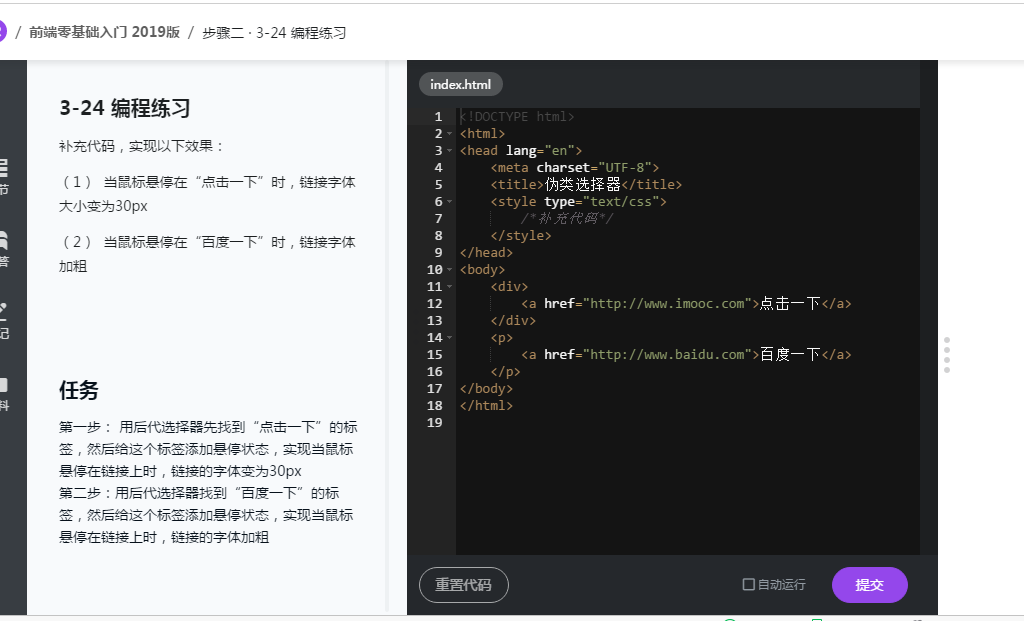 / 前端零基础入门 2019版 / 步骤二 · 3-24 编程练习
节
答
记
料
3-24 编程练习
补充代码，实现以下效果：
（1） 当鼠标悬停在“点击一下”时，链接字体
大小变为30px
（2） 当鼠标悬停在“百度一下”时，链接字体
加粗
任务
第一步： 用后代选择器先找到“点击一下”的标
签，然后给这个标签添加悬停状态，实现当鼠标
悬停在链接上时，链接的字体变为30px
第二步：用后代选择器找到“百度一下”的标
签，然后给这个标签添加悬停状态，实现当鼠标
悬停在链接上时，链接的字体加粗
index.html
1 <!DOCTYPE html>
2 <html>
3 <head lang="en">
4 <meta charset="UTF-8">
5 <title>伪类选择器</title>
6 <style type="text/css">
7 /*补充代码*/
8 </style>
9 </head>
10 <body>
11 <div>
12 <a href="http://www.imooc.com">点击一下</a>
13 </div>
14 <p>
15 <a href="http://www.baidu.com">百度一下</a>
16 </p>
17 </body>
18 </html>
19
重置代码
自动运行
提交